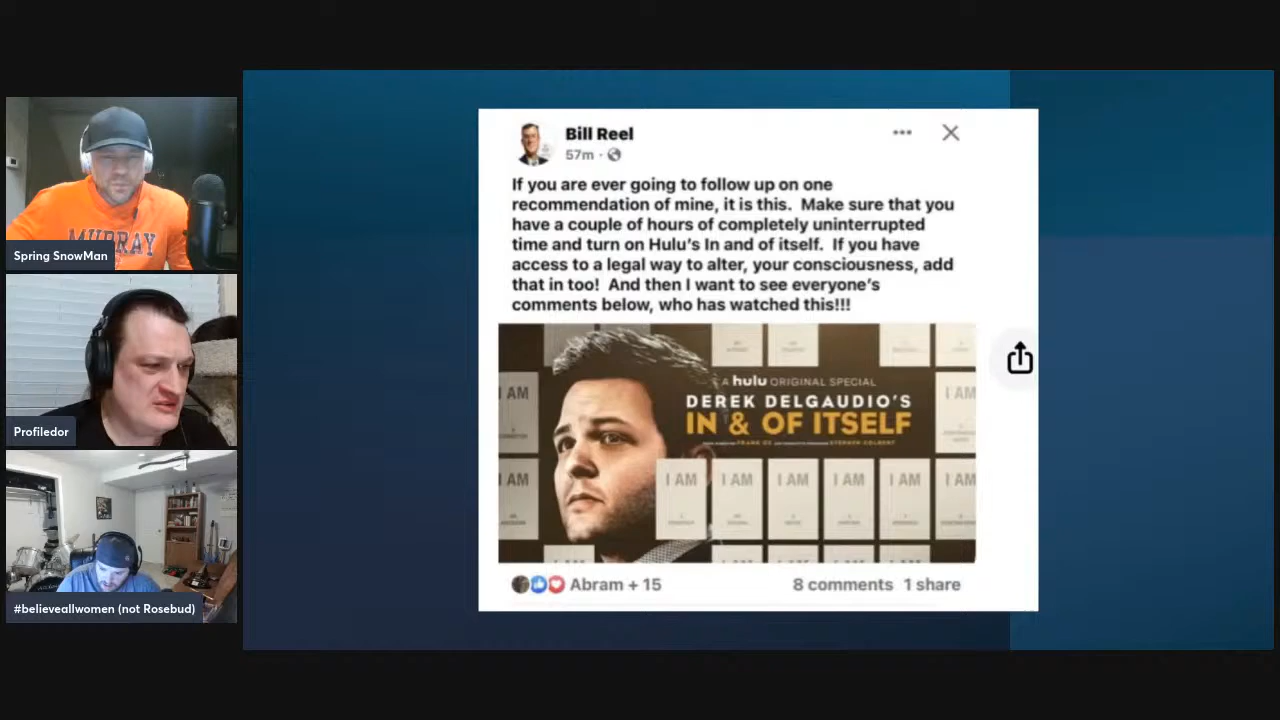 MURRAY
Spring SnowMan
Profiledor
#believeallwomen (not Rosebud)
Bill Reel
57m ·
If you are ever going to follow up on one
recommendation of mine, it is this. Make sure that you
have a couple of hours of completely uninterrupted
time and turn on Hulu's In and of itself. If you have
access to a legal way to alter, your consciousness, add
that in too! And then I want to see everyone's
comments below, who has watched this!!!
A hulu ORIGINAL SPECIAL
DEREK DELGAUDIO'S
IN & OF ITSELF
I AM I AM
I AM I AM I AM I AM I AM I AM I AM
Abram + 15
8 comments 1 share